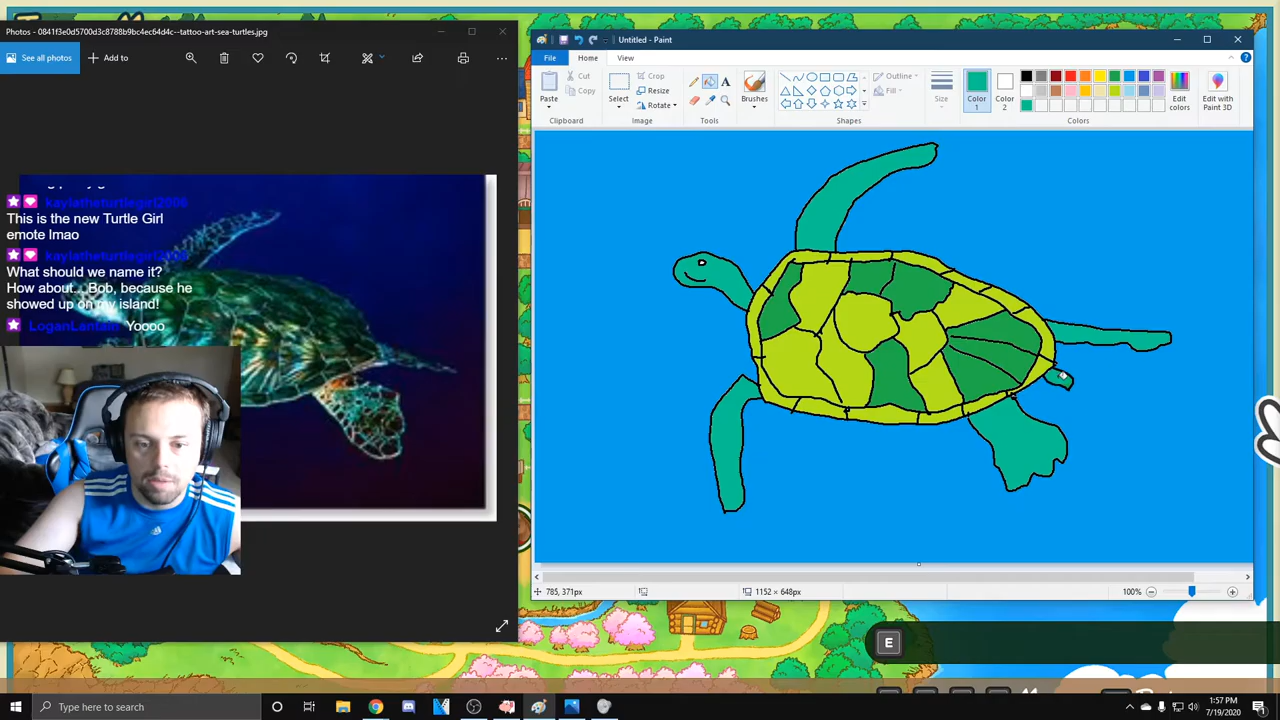 Photos - 0841f3e0d5700d3c8788b9bc4ec64d4c--tattoo-art-sea-turtles.jpg
See all photos
Add to
kaylatheturtlegirl2006
This is the new Turtle Girl
emote lmao
kaylatheturtlegirl2006
What should we name it?
How about... Bob, because he
showed up on my island!
LoganLantain Yoooo
Untitled - Paint
File
Home
View
Paste
Cut
Copy
Clipboard
Select
Crop
Resize
Rotate
Image
A
Tools
Brushes
Outline
Fill
Shapes
Size
Color
1
Color
2
Edit
colors
Colors
Edit with
Paint 3D
785, 371px
1152 × 648px
100%
E
Type here to search
1:57 PM
7/19/2020